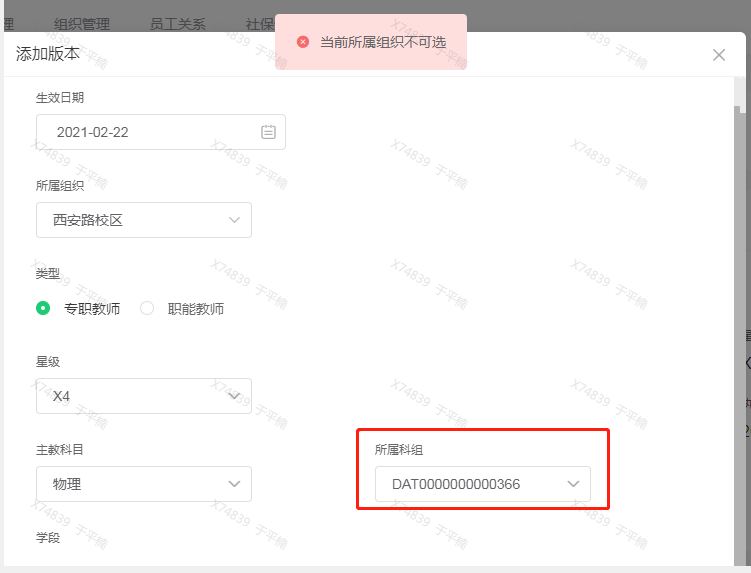 理 组织管理 员工关系 社保
当前所属组织不可选
添加版本
生效日期
2021-02-22
所属组织
西安路校区
类型
专职教师 职能教师
星级
X4
主教科目 所属科组
物理 DAT0000000000366
学段
X74839 于平楠